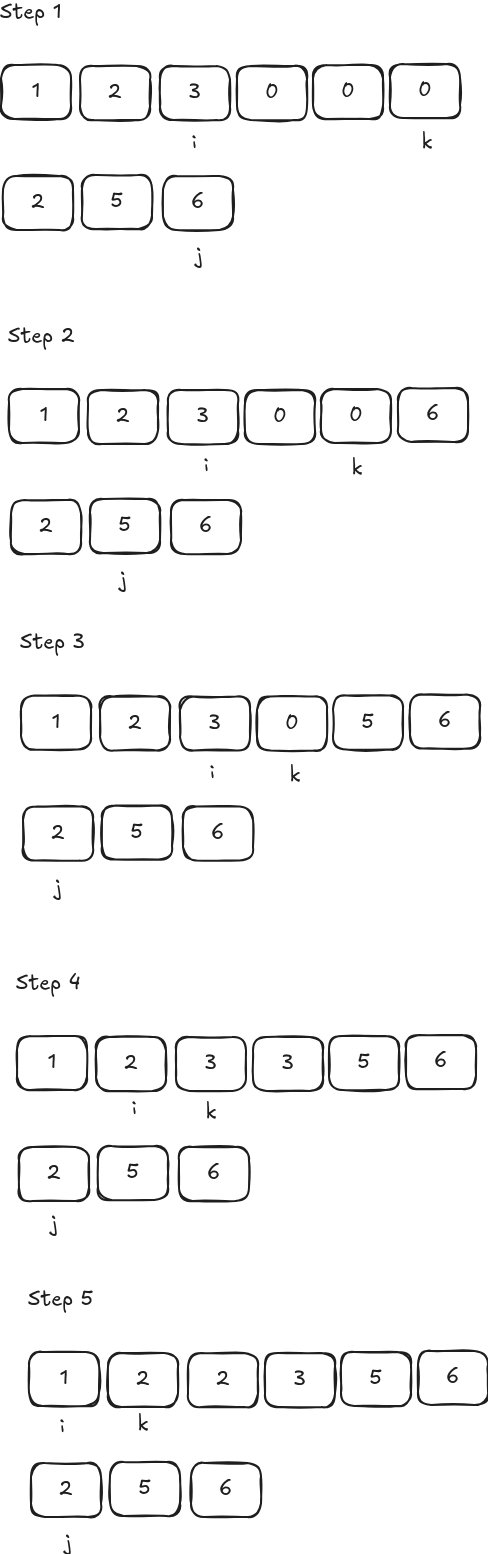 Step 1
1 2 3 0 0 0
i k
2 5 6
j
Step 2
1 2 3 0 0 6
i k
2 5 6
j
Step 3
1 2 3 0 5 6
i k
2 5 6
j
Step 4
1 2 3 3 5 6
i k
2 5 6
j
Step 5
1 2 2 3 5 6
i k
2 5 6
j